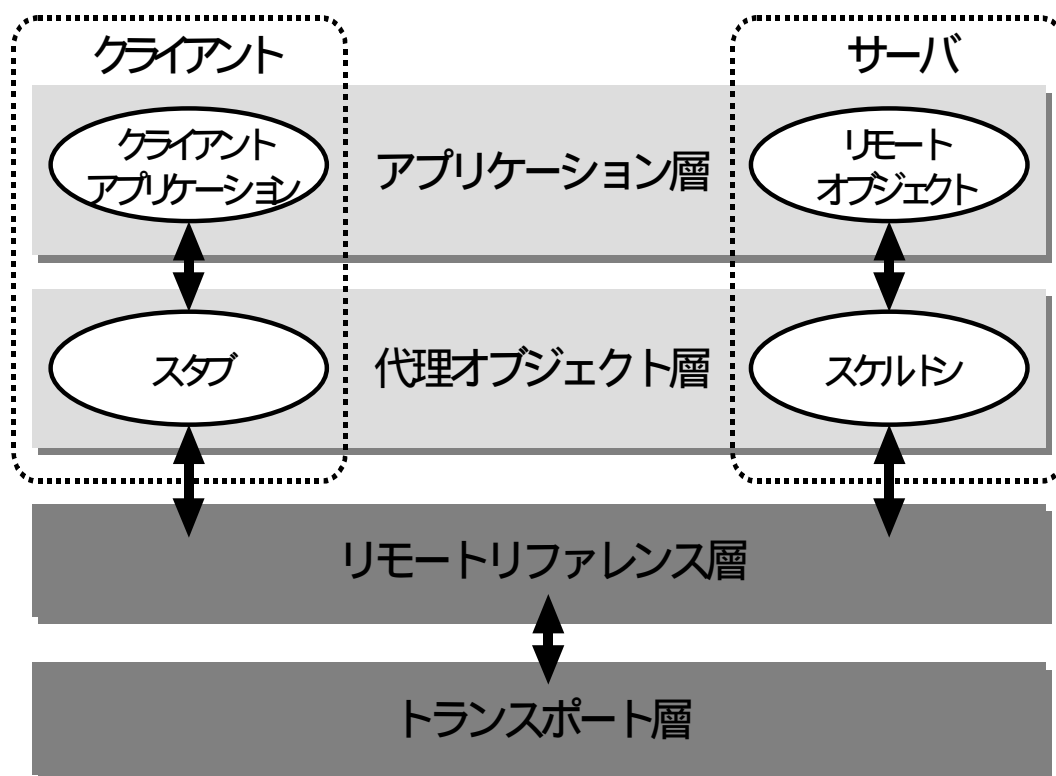 クライアント
サーバ
クライアント
アプリケーション
アプリケーション層
リモート
オブジェクト
スタブ
代理オブジェクト層
スケルトン
リモートリファレンス層
トランスポート層